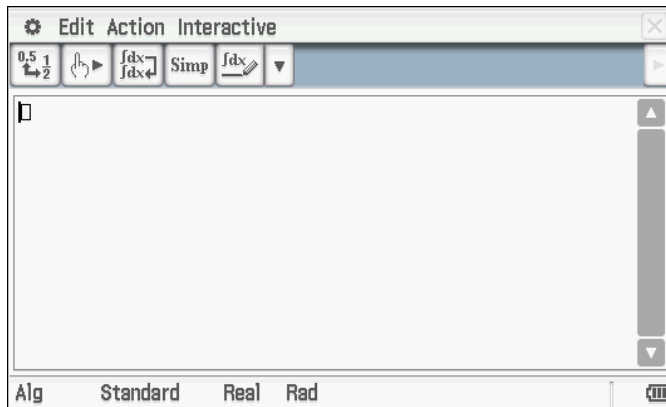 Edit Action Interactive
0.5 1/2 ∫dx ∫dx Simp ∫dx
Alg Standard Real Rad